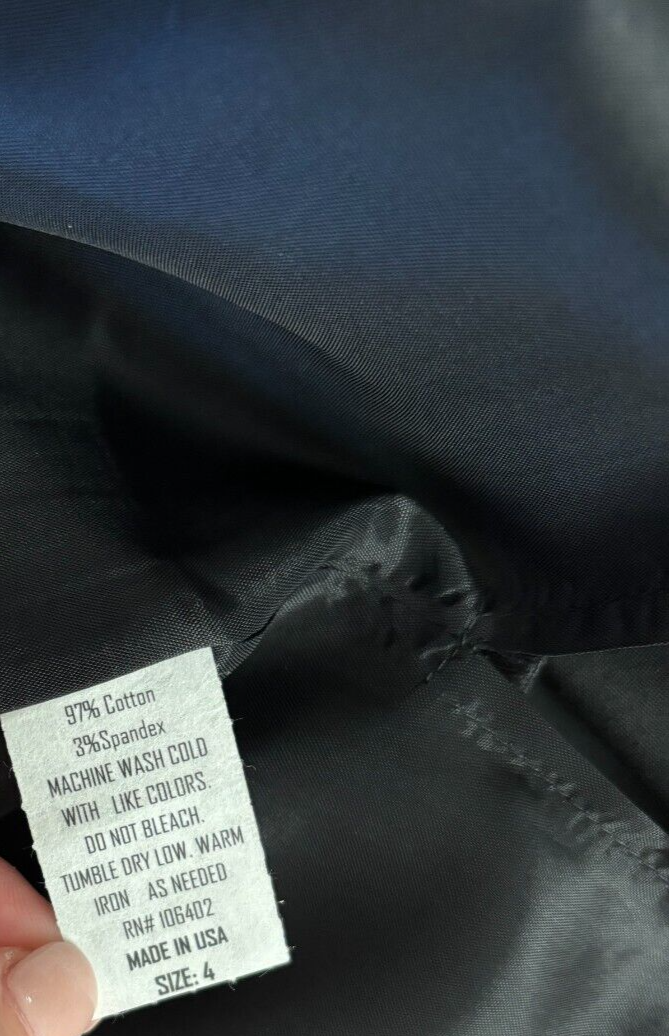 97% Cotton
3%Spandex
MACHINE WASH COLD
WITH LIKE COLORS.
DO NOT BLEACH.
TUMBLE DRY LOW. WARM
IRON AS NEEDED
RN# 106402
MADE IN USA
SIZE: 4